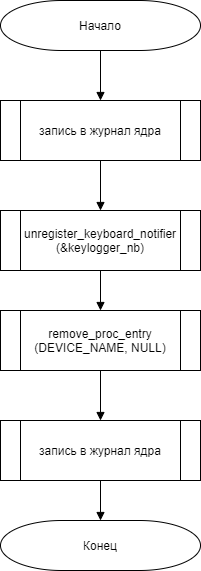 Начало
запись в журнал ядра
unregister_keyboard_notifier
(&keylogger_nb)
remove_proc_entry
(DEVICE_NAME, NULL)
запись в журнал ядра
Конец